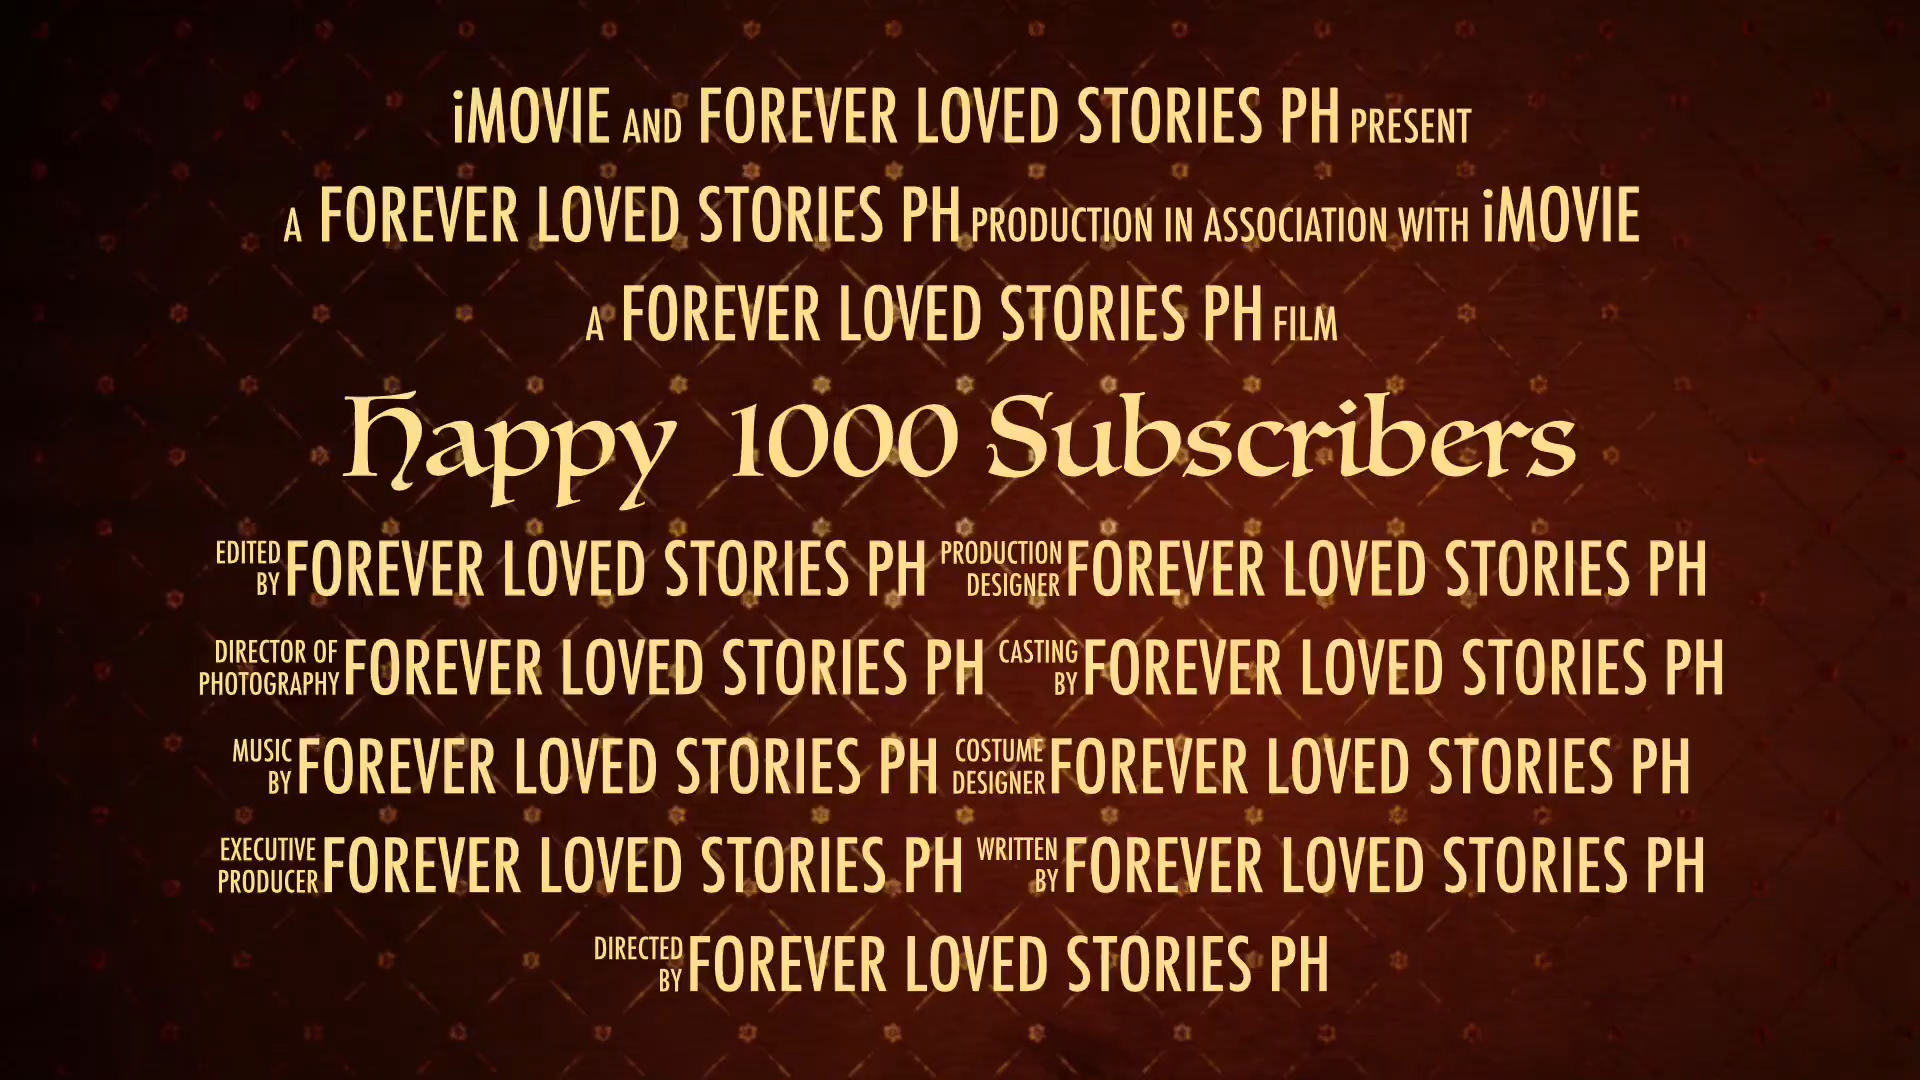 iMOVIE AND FOREVER LOVED STORIES PH PRESENT
A FOREVER LOVED STORIES PH PRODUCTION IN ASSOCIATION WITH iMOVIE
A FOREVER LOVED STORIES PH FILM
Happy 1000 Subscribers
EDITED BY FOREVER LOVED STORIES PH PRODUCTION DESIGNER FOREVER LOVED STORIES PH
DIRECTOR OF PHOTOGRAPHY FOREVER LOVED STORIES PH CASTING BY FOREVER LOVED STORIES PH
MUSIC BY FOREVER LOVED STORIES PH COSTUME DESIGNER FOREVER LOVED STORIES PH
EXECUTIVE PRODUCER FOREVER LOVED STORIES PH WRITTEN BY FOREVER LOVED STORIES PH
DIRECTED BY FOREVER LOVED STORIES PH